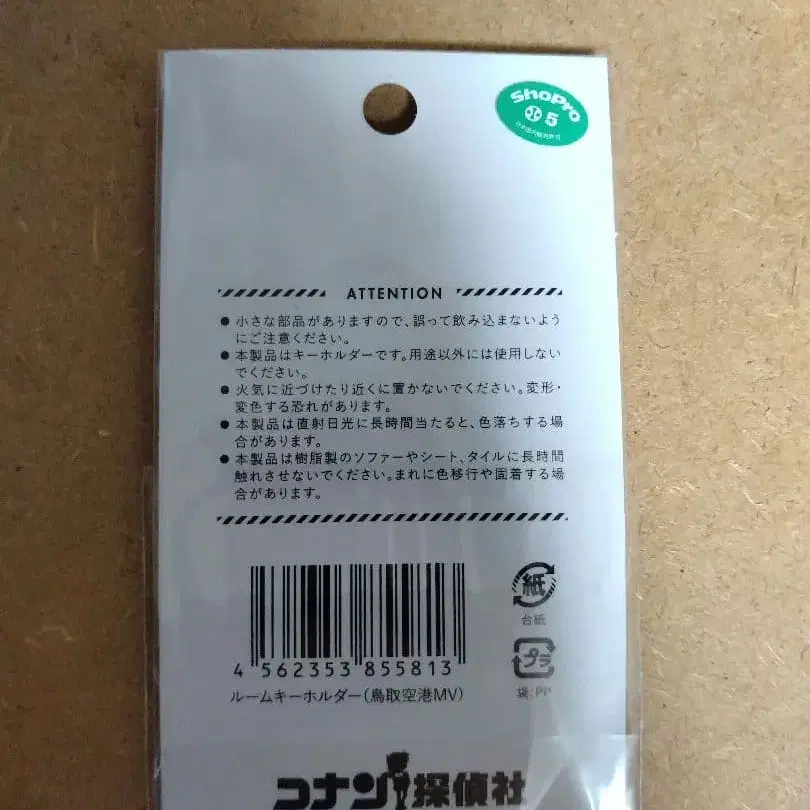 ShoPro
5
ATTENTION
● 小さな部品がありますので、誤って飲み込まないよう
にご注意ください。
● 本製品はキーホルダーです。用途以外には使用しない
でください。
● 火気に近づけたり近くに置かないでください。変形・
変色する恐れがあります。
● 本製品は直射日光に長時間当たると、色落ちする場
合があります。
● 本製品は樹脂製のソファーやシート、タイルに長時間
触れさせないでください。まれに色移行や固着する場
合があります。
紙
台紙
プラ
袋:PP
4 562353 855813
ルームキーホルダー(鳥取空港MV)
コナン探偵社